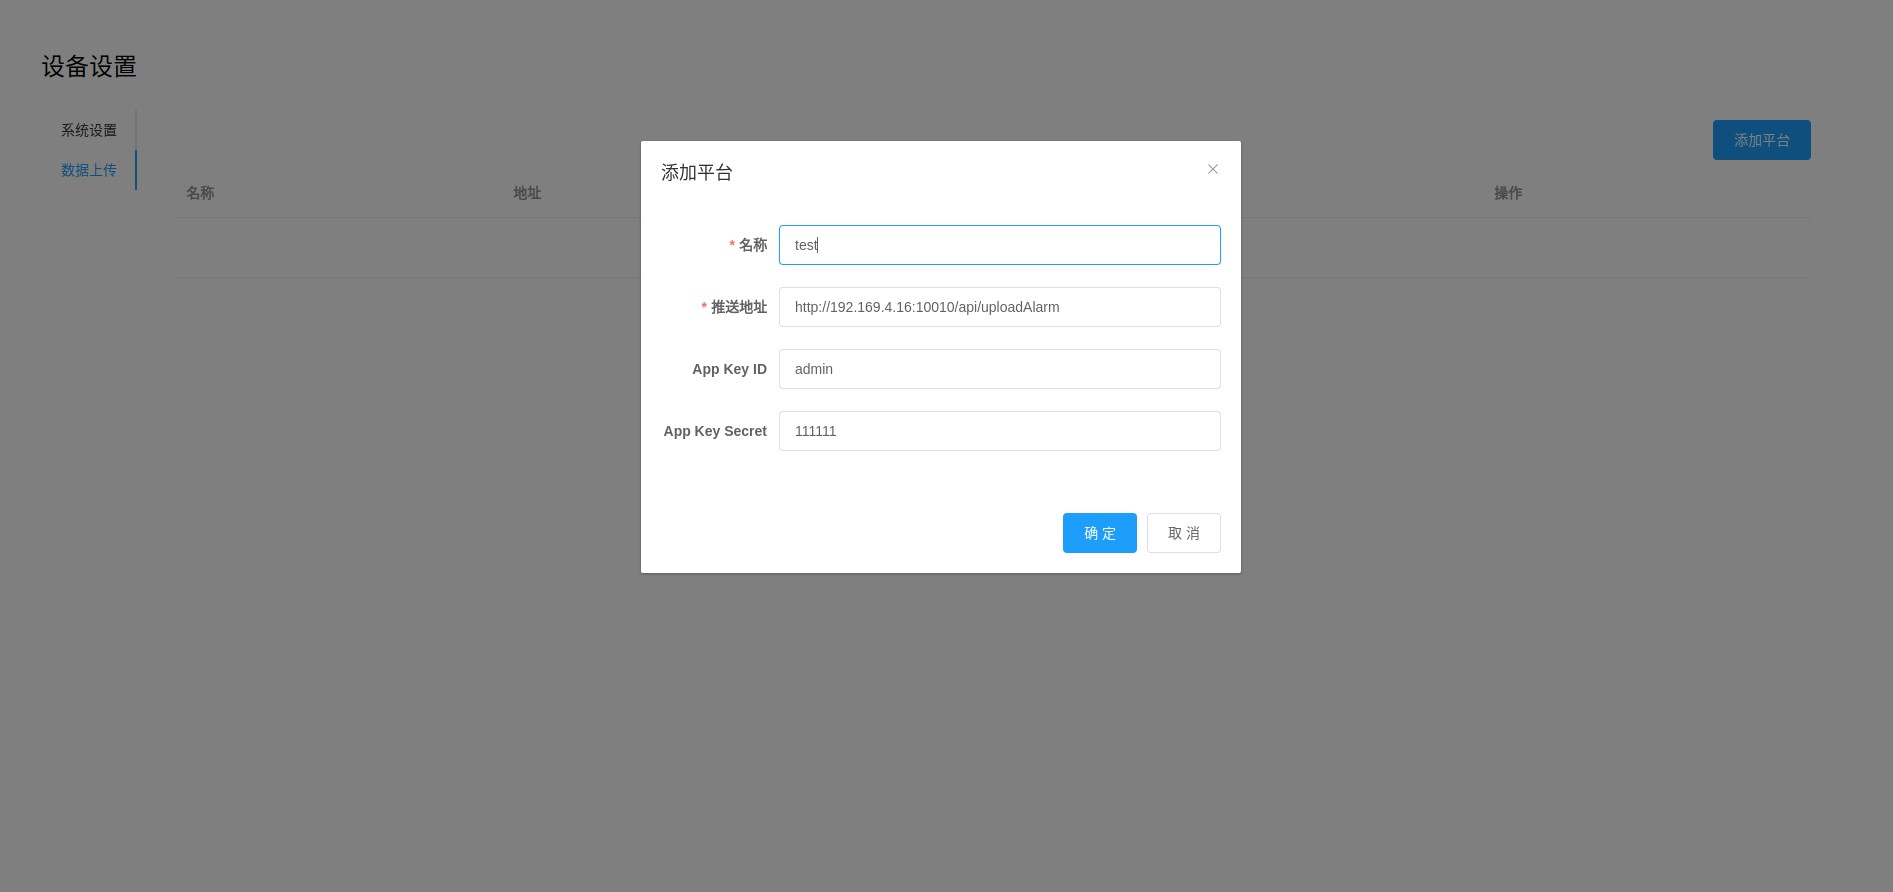 设备设置
系统设置
数据上传
添加平台
名称 地址 操作
添加平台
* 名称 test
* 推送地址 http://192.169.4.16:10010/api/uploadAlarm
App Key ID admin
App Key Secret 111111
确 定 取 消